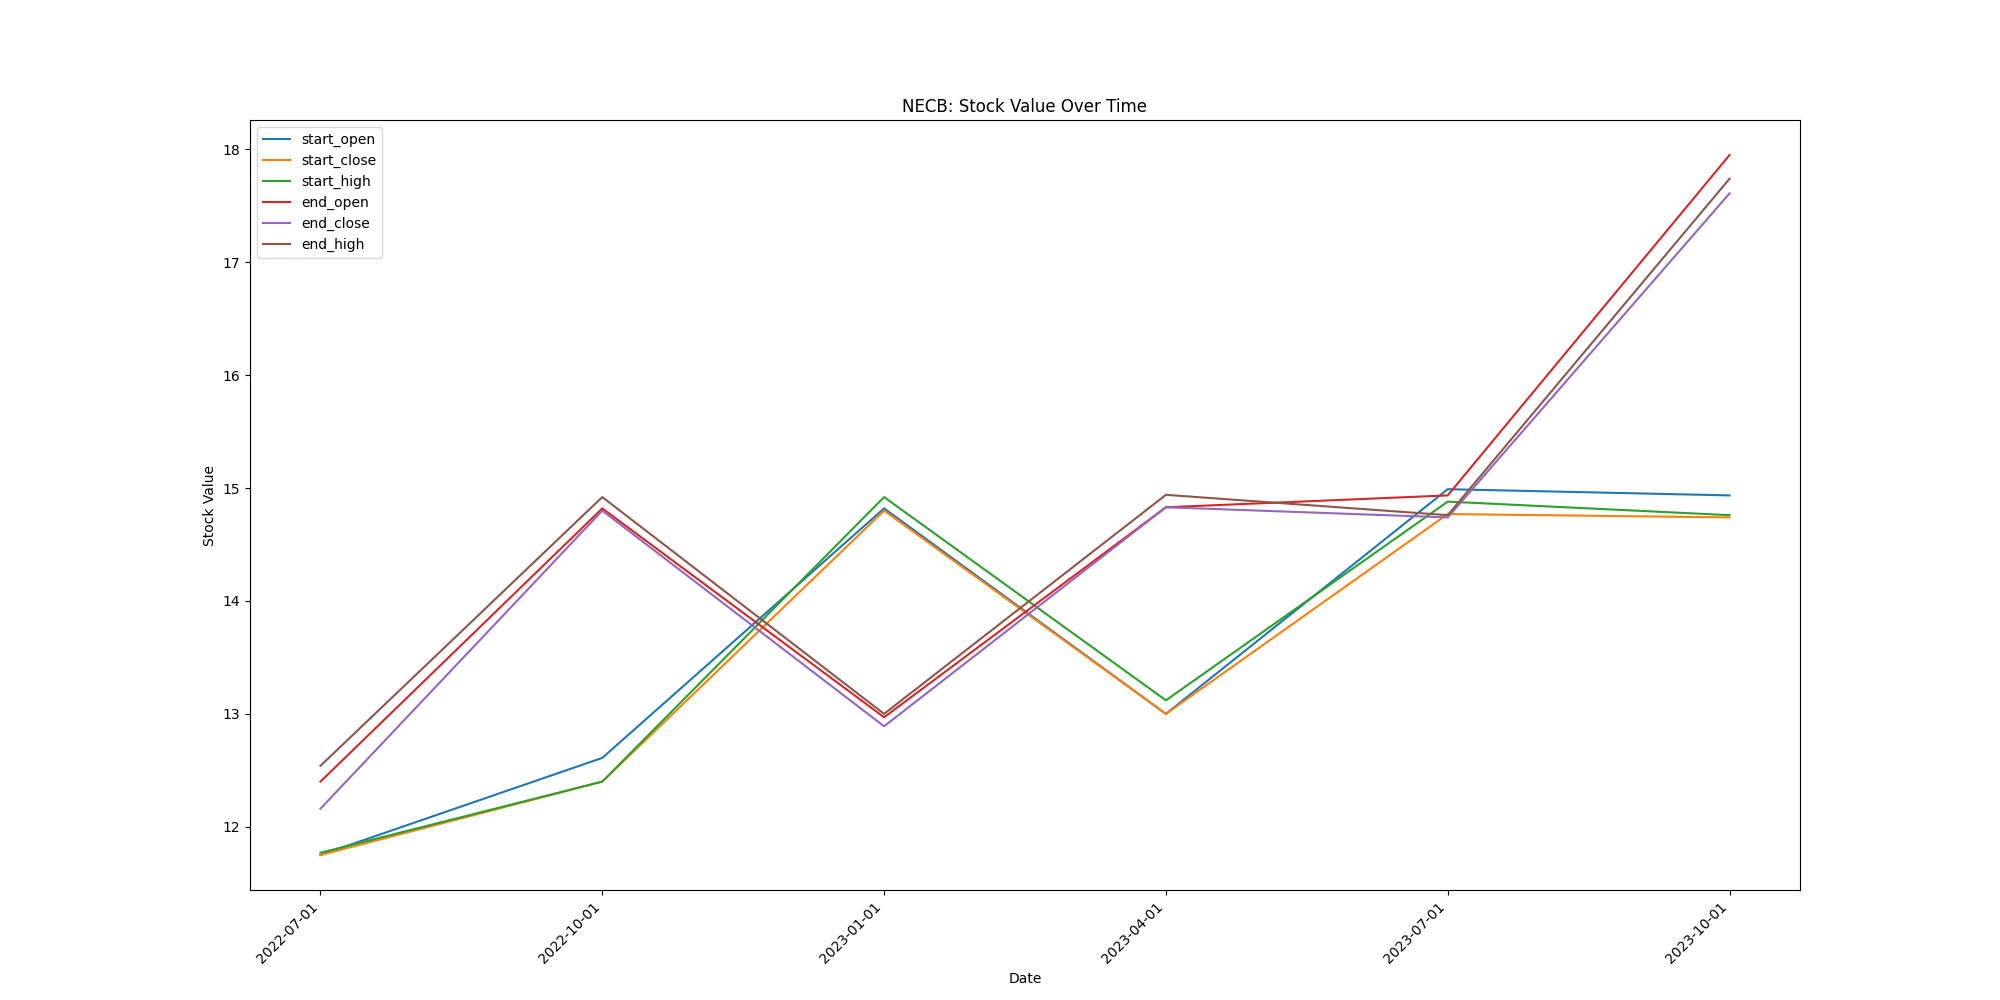 NECB: Stock Value Over Time
start_open
start_close
start_high
end_open
end_close
end_high
18
17
16
15
14
13
12
Stock Value
2022-07-01
2022-10-01
2023-01-01
2023-04-01
2023-07-01
2023-10-01
Date